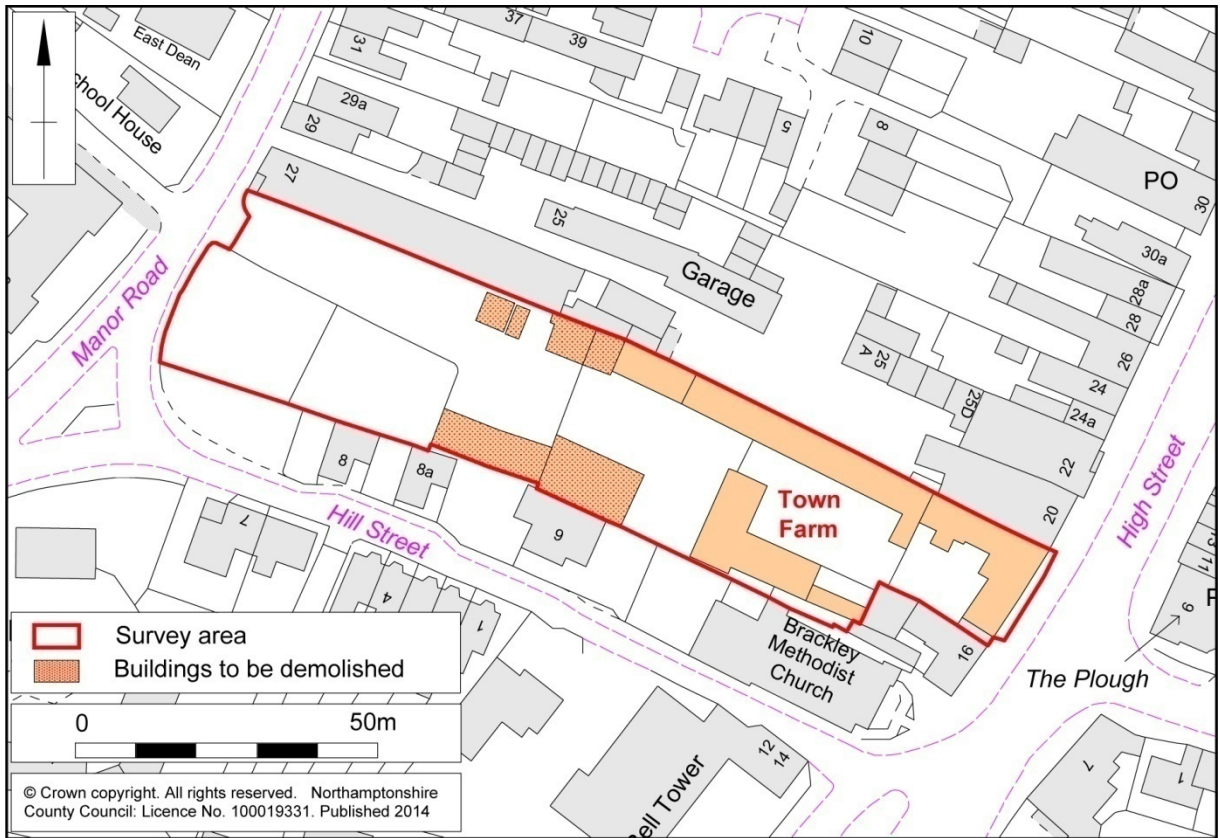 East Dean
chool House
31
37
39
29a
29
27
25
5
10
8
PO
30
30a
28a
28
26
24
24a
22
20
Garage
25
A
25D
Manor Road
High Street
Town
Farm
8
8a
9
Hill Street
7
4
1
Brackley
Methodist
Church
16
11
9
The Plough
12
14
ell Tower
7
1
Survey area
Buildings to be demolished
0 50m
© Crown copyright. All rights reserved. Northamptonshire
County Council: Licence No. 100019331. Published 2014